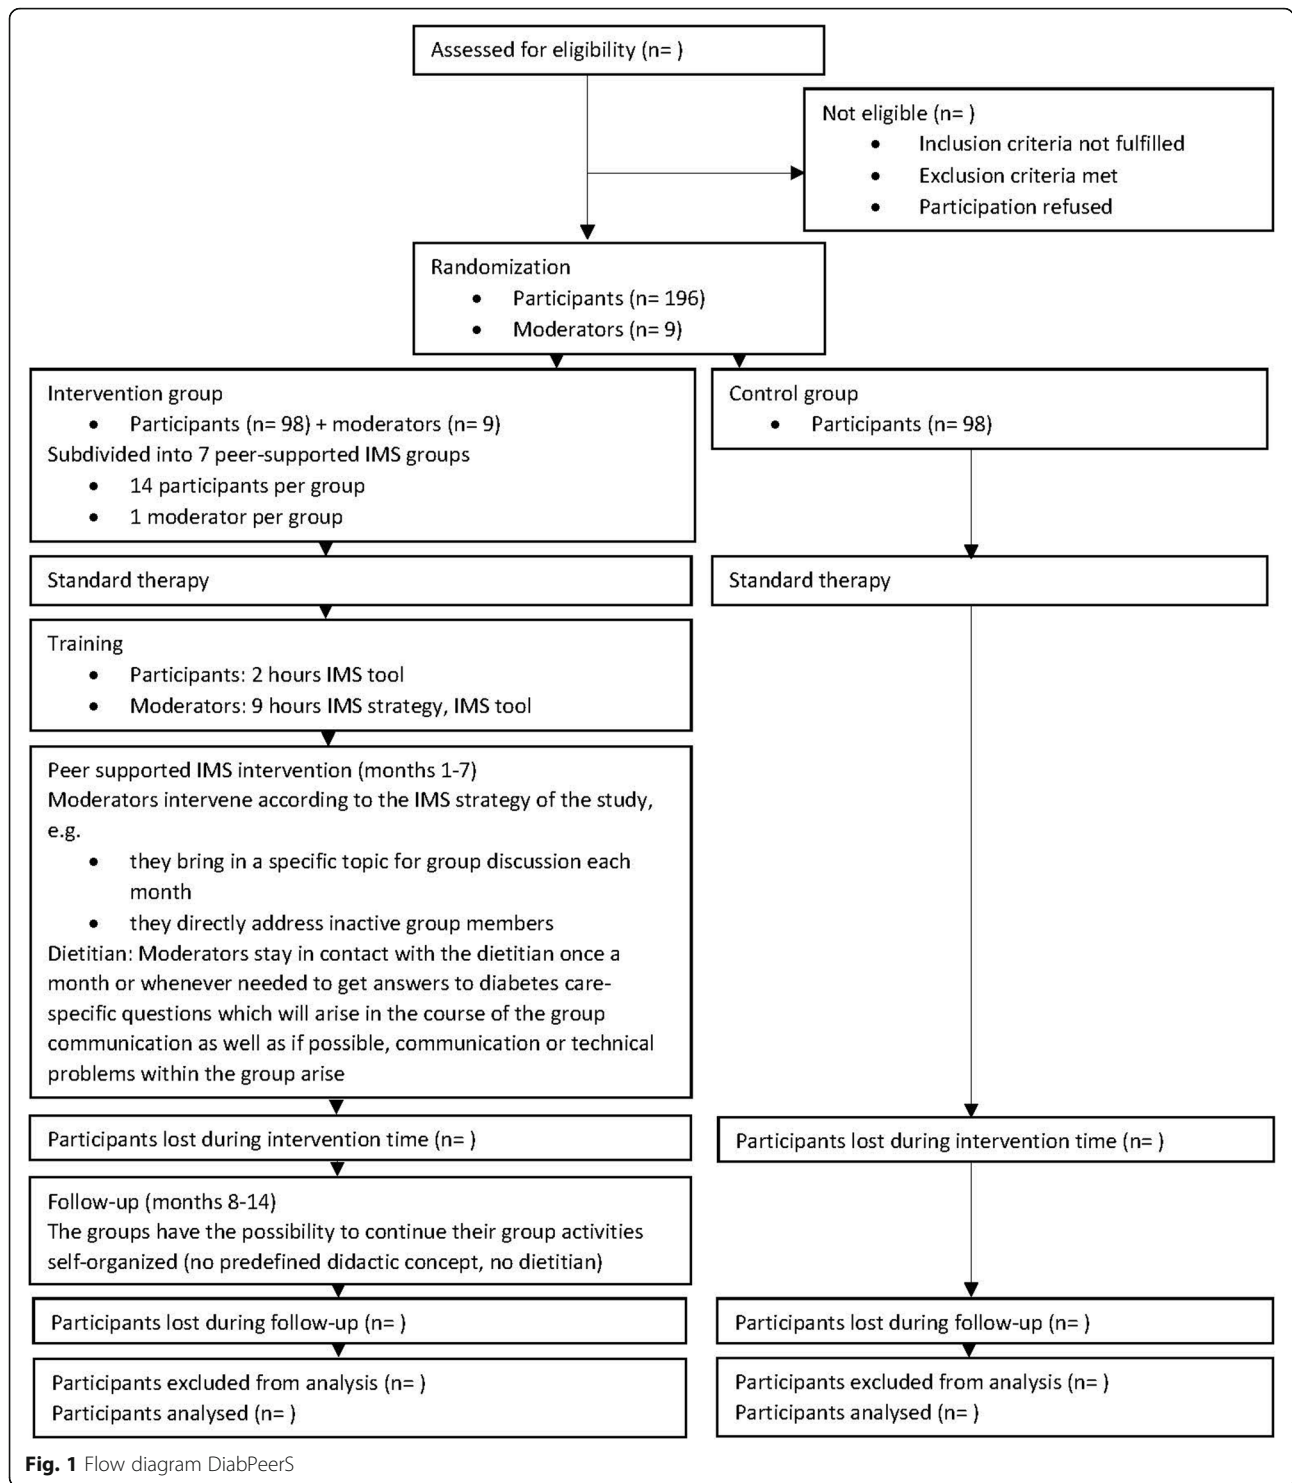 Assessed for eligibility (n= )
Not eligible (n= )
• Inclusion criteria not fulfilled
• Exclusion criteria met
• Participation refused
Randomization
• Participants (n= 196)
• Moderators (n= 9)
Intervention group
• Participants (n= 98) + moderators (n= 9)
Subdivided into 7 peer-supported IMS groups
• 14 participants per group
• 1 moderator per group
Control group
• Participants (n= 98)
Standard therapy
Standard therapy
Training
• Participants: 2 hours IMS tool
• Moderators: 9 hours IMS strategy, IMS tool
Peer supported IMS intervention (months 1-7)
Moderators intervene according to the IMS strategy of the study,
e.g.
• they bring in a specific topic for group discussion each
month
• they directly address inactive group members
Dietitian: Moderators stay in contact with the dietitian once a
month or whenever needed to get answers to diabetes care-
specific questions which will arise in the course of the group
communication as well as if possible, communication or technical
problems within the group arise
Participants lost during intervention time (n= )
Participants lost during intervention time (n= )
Follow-up (months 8-14)
The groups have the possibility to continue their group activities
self-organized (no predefined didactic concept, no dietitian)
Participants lost during follow-up (n= )
Participants lost during follow-up (n= )
Participants excluded from analysis (n= )
Participants analysed (n= )
Participants excluded from analysis (n= )
Participants analysed (n= )
Fig. 1 Flow diagram DiabPeerS